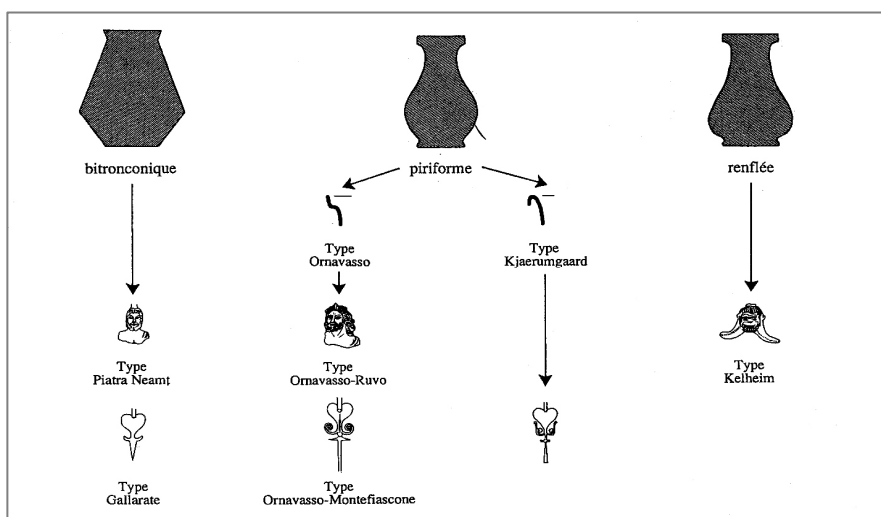 bitronconique
piriforme
renflée
Type
Ornavasso
Type
Kjaerumgaard
Type
Piatra Neamţ
Type
Ornavasso-Ruvo
Type
Kelheim
Type
Gallarate
Type
Ornavasso-Montefiascone